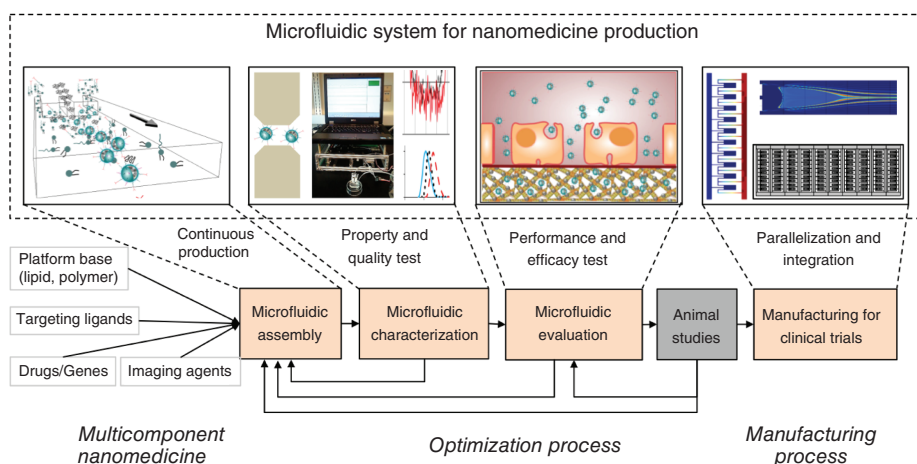 Microfluidic system for nanomedicine production
Continuous
production
Property and
quality test
Performance and
efficacy test
Parallelization and
integration
Platform base
(lipid, polymer)
Targeting ligands
Drugs/Genes
Imaging agents
Microfluidic
assembly
Microfluidic
characterization
Microfluidic
evaluation
Animal
studies
Manufacturing for
clinical trials
Multicomponent
nanomedicine
Optimization process
Manufacturing
process